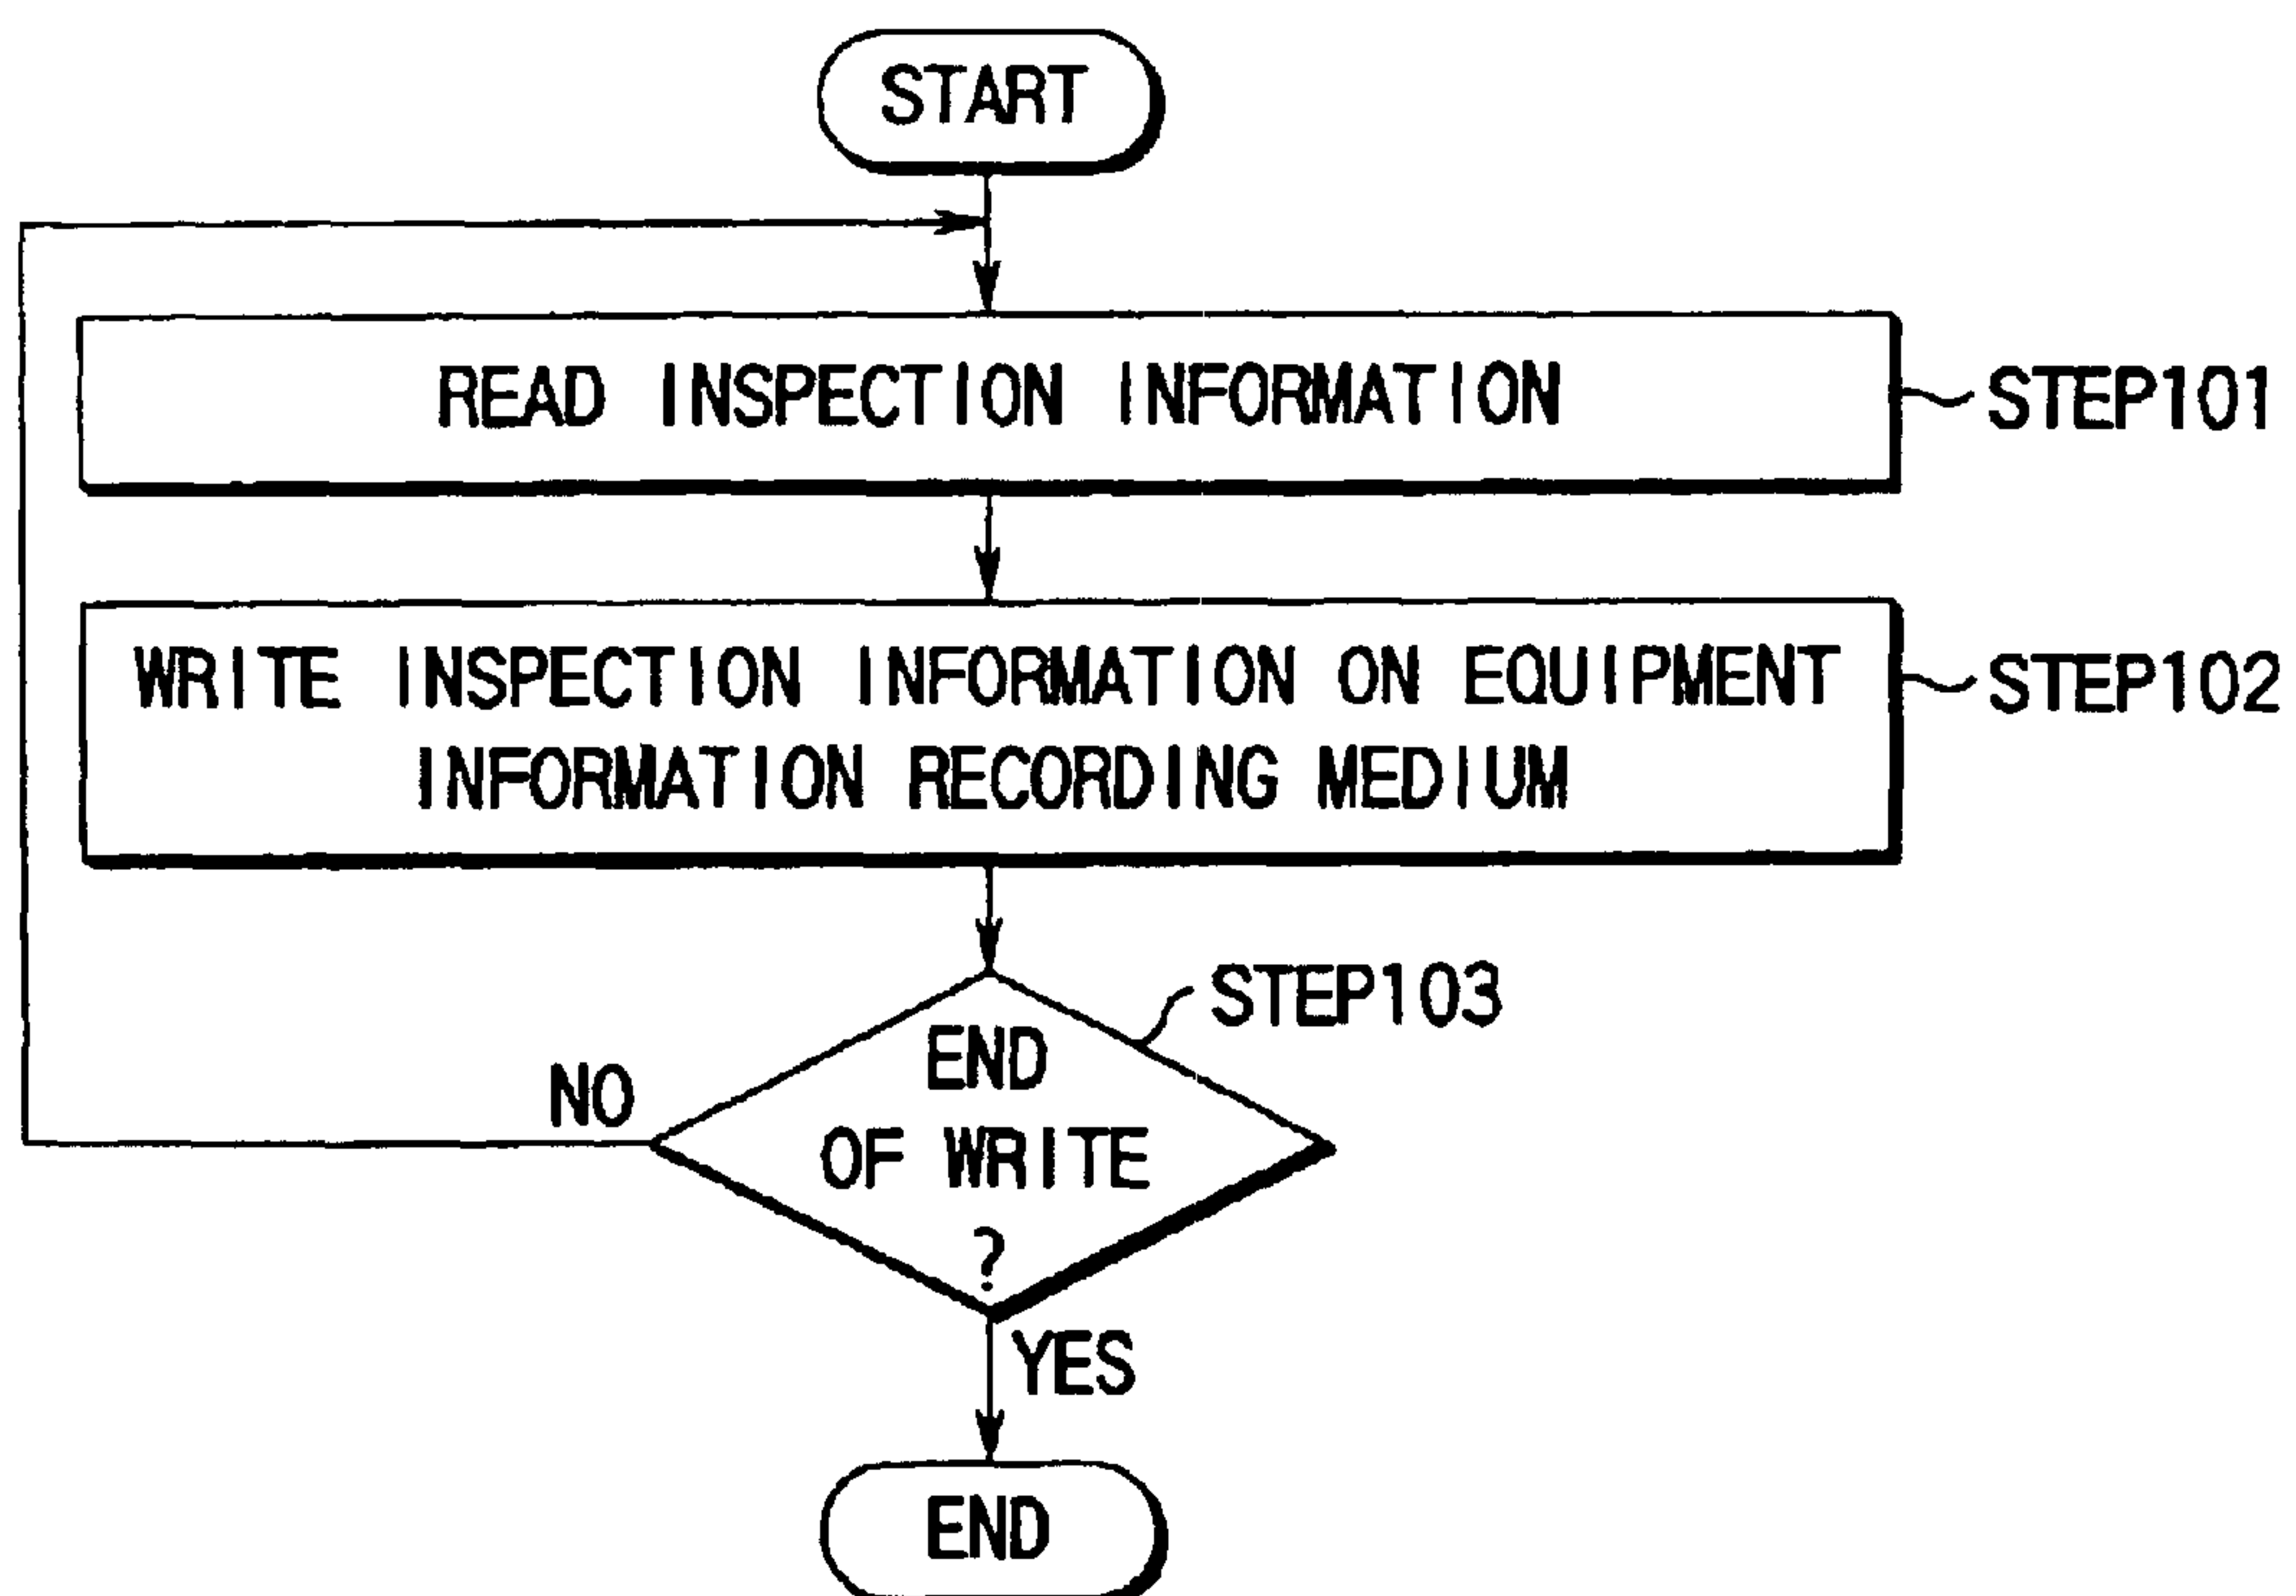 START
READ INSPECTION INFORMATION
STEP101
WRITE INSPECTION INFORMATION ON EQUIPMENT
INFORMATION RECORDING MEDIUM
STEP102
STEP103
END
OF WRITE
?
NO
YES
END